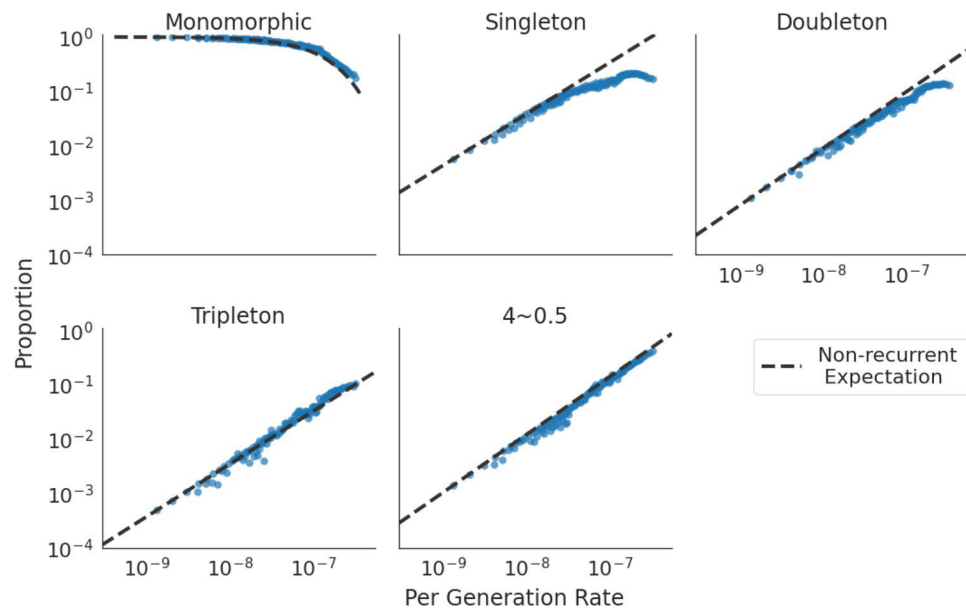 Monomorphic
Singleton
Doubleton
10^0
10^-1
10^-2
10^-3
10^-4
10^-9
10^-8
10^-7
Proportion
Tripleton
4~0.5
10^0
10^-1
10^-2
10^-3
10^-4
Non-recurrent
Expectation
10^-9
10^-8
10^-7
10^-9
10^-8
10^-7
Per Generation Rate